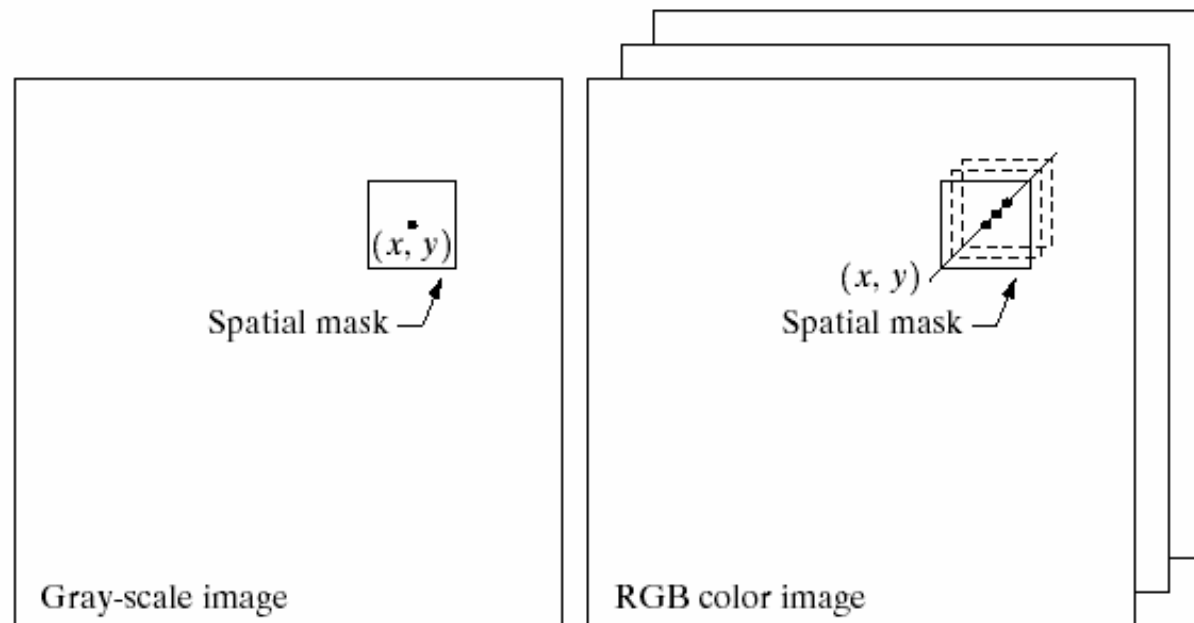 (x, y)
Spatial mask
Gray-scale image
(x, y)
Spatial mask
RGB color image